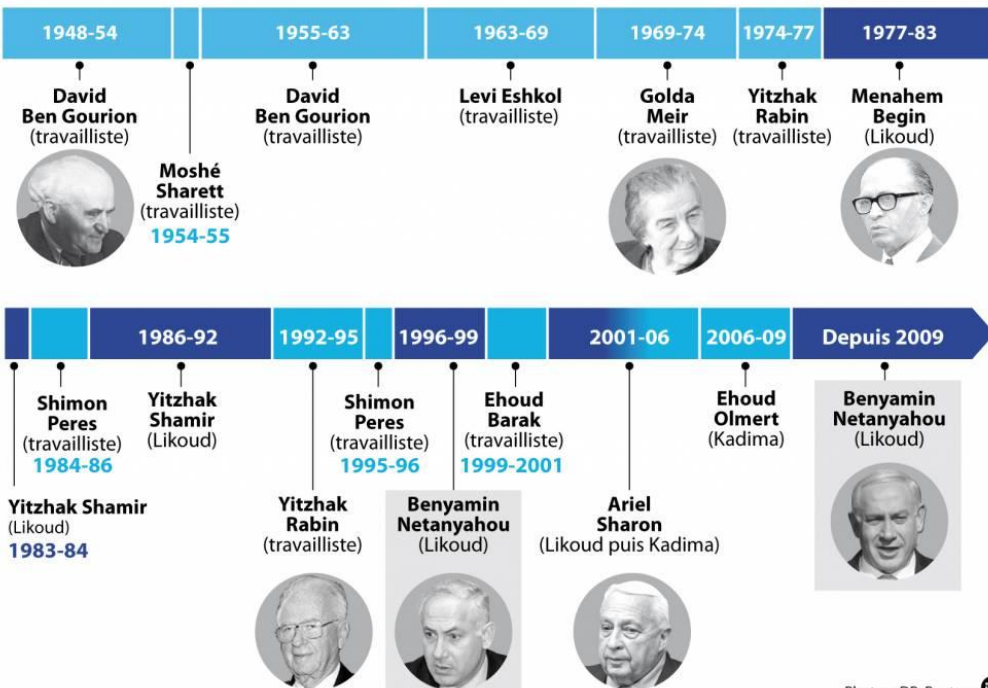 1948-54
1955-63
1963-69
1969-74
1974-77
1977-83
David
Ben Gourion
(travailliste)
Moshé
Sharett
(travailliste)
1954-55
David
Ben Gourion
(travailliste)
Levi Eshkol
(travailliste)
Golda
Meir
(travailliste)
Yitzhak
Rabin
(travailliste)
Menahem
Begin
(Likoud)
1986-92
1992-95
1996-99
2001-06
2006-09
Depuis 2009
Yitzhak Shamir
(Likoud)
1983-84
Shimon
Peres
(travailliste)
1984-86
Yitzhak
Shamir
(Likoud)
Yitzhak
Rabin
(travailliste)
Shimon
Peres
(travailliste)
1995-96
Benyamin
Netanyahou
(Likoud)
Ehoud
Barak
(travailliste)
1999-2001
Ariel
Sharon
(Likoud puis Kadima)
Ehoud
Olmert
(Kadima)
Benyamin
Netanyahou
(Likoud)